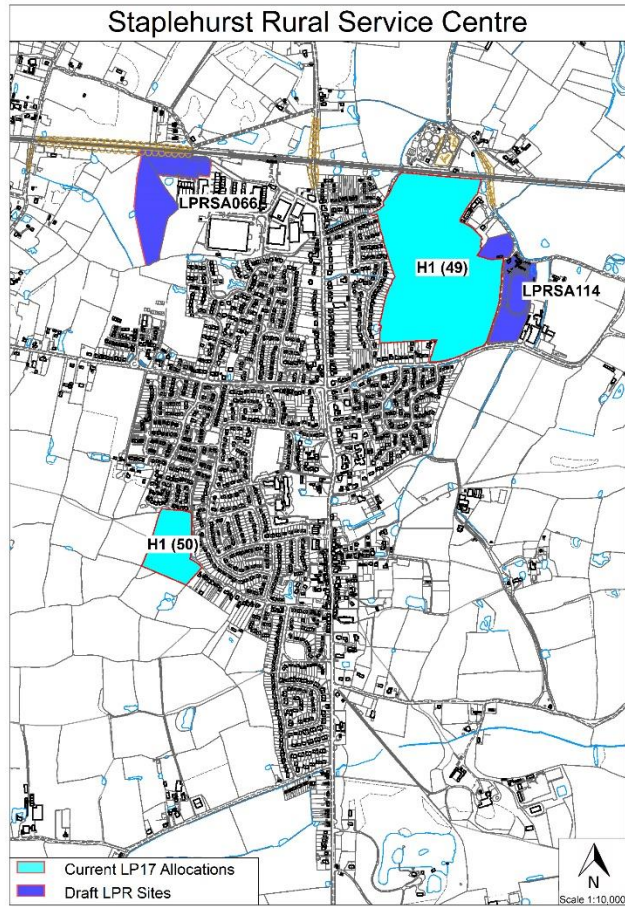 Staplehurst Rural Service Centre
LPRSA066
H1 (49)
LPRSA114
H1 (50)
Current LP17 Allocations
Draft LPR Sites
N
Scale 1:10,000